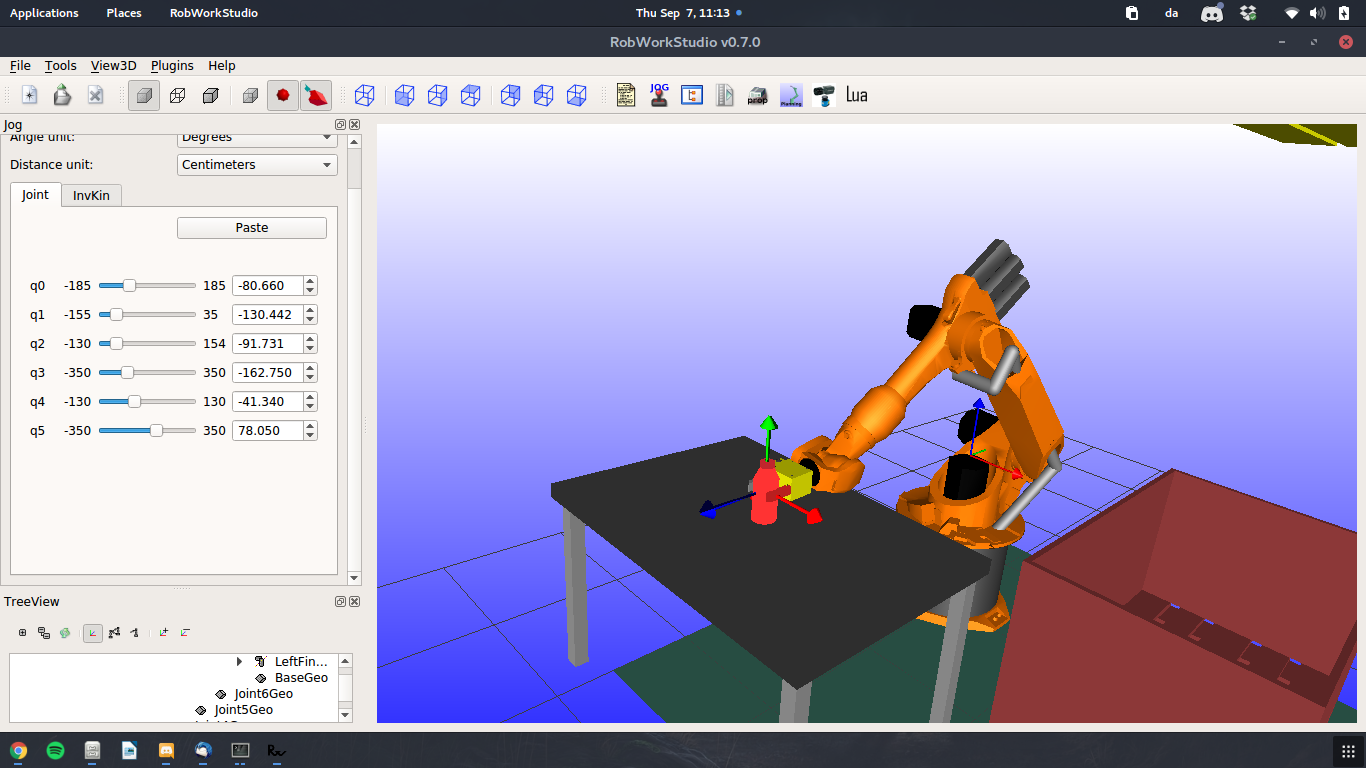 Applications Places RobWorkStudio Thu Sep 7, 11:13 da
RobWorkStudio v0.7.0
File Tools View3D Plugins Help
JOG prop Planning Lua
Jog
Angle unit: Degrees
Distance unit: Centimeters
Joint InvKin
Paste
q0 -185 185 -80.660
q1 -155 35 -130.442
q2 -130 154 -91.731
q3 -350 350 -162.750
q4 -130 130 -41.340
q5 -350 350 78.050
TreeView
LeftFin...
BaseGeo
Joint6Geo
Joint5Geo
Rw